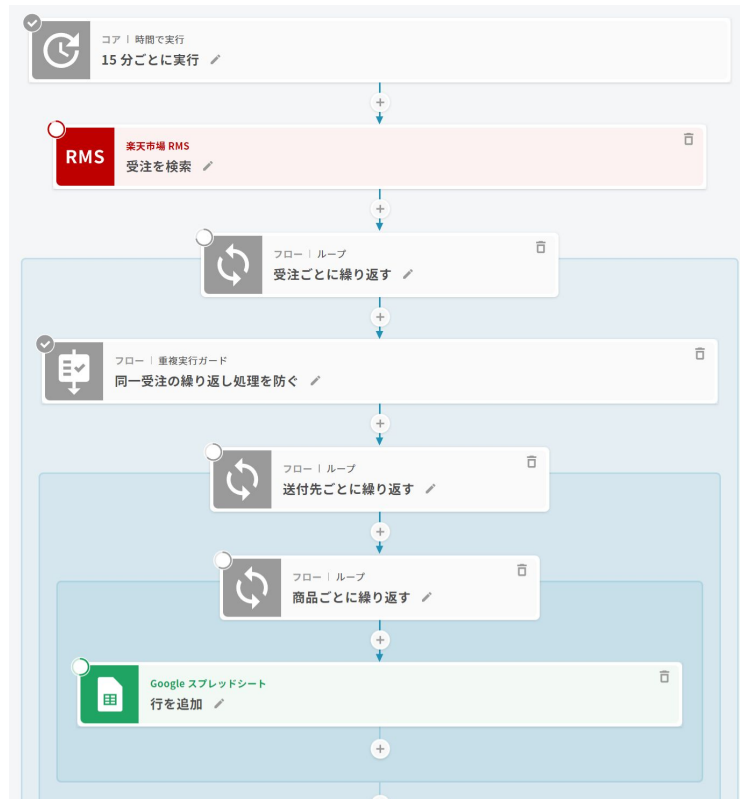 コア | 時間で実行
15 分ごとに実行
RMS
楽天市場 RMS
受注を検索
フロー | ループ
受注ごとに繰り返す
フロー | 重複実行ガード
同一受注の繰り返し処理を防ぐ
フロー | ループ
送付先ごとに繰り返す
フロー | ループ
商品ごとに繰り返す
Google スプレッドシート
行を追加